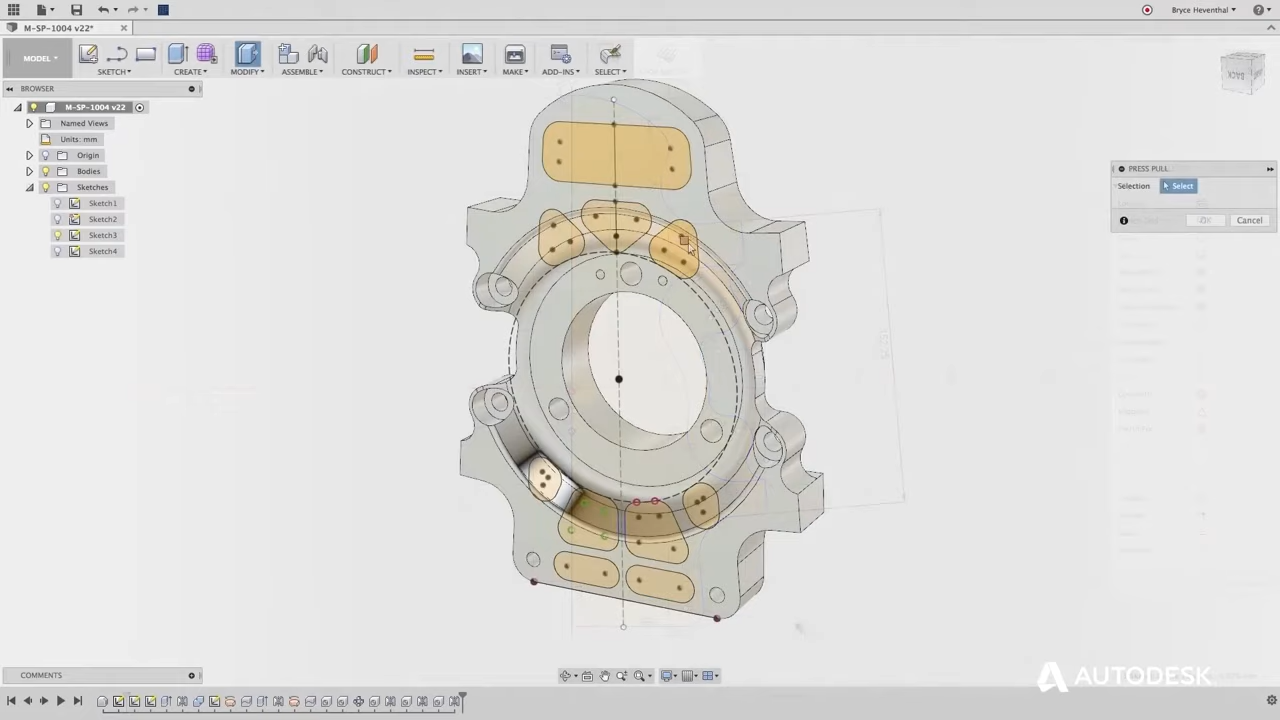 Bryce Heventhal
M-SP-1004 v22*
MODEL
SKETCH
CREATE
MODIFY
ASSEMBLE
CONSTRUCT
INSPECT
INSERT
MAKE
ADD-INS
SELECT
BROWSER
M-SP-1004 v22
Named Views
Units: mm
Origin
Bodies
Sketches
Sketch1
Sketch2
Sketch3
Sketch4
BACK
PRESS PULL
Selection Select
OK Cancel
COMMENTS
AUTODESK